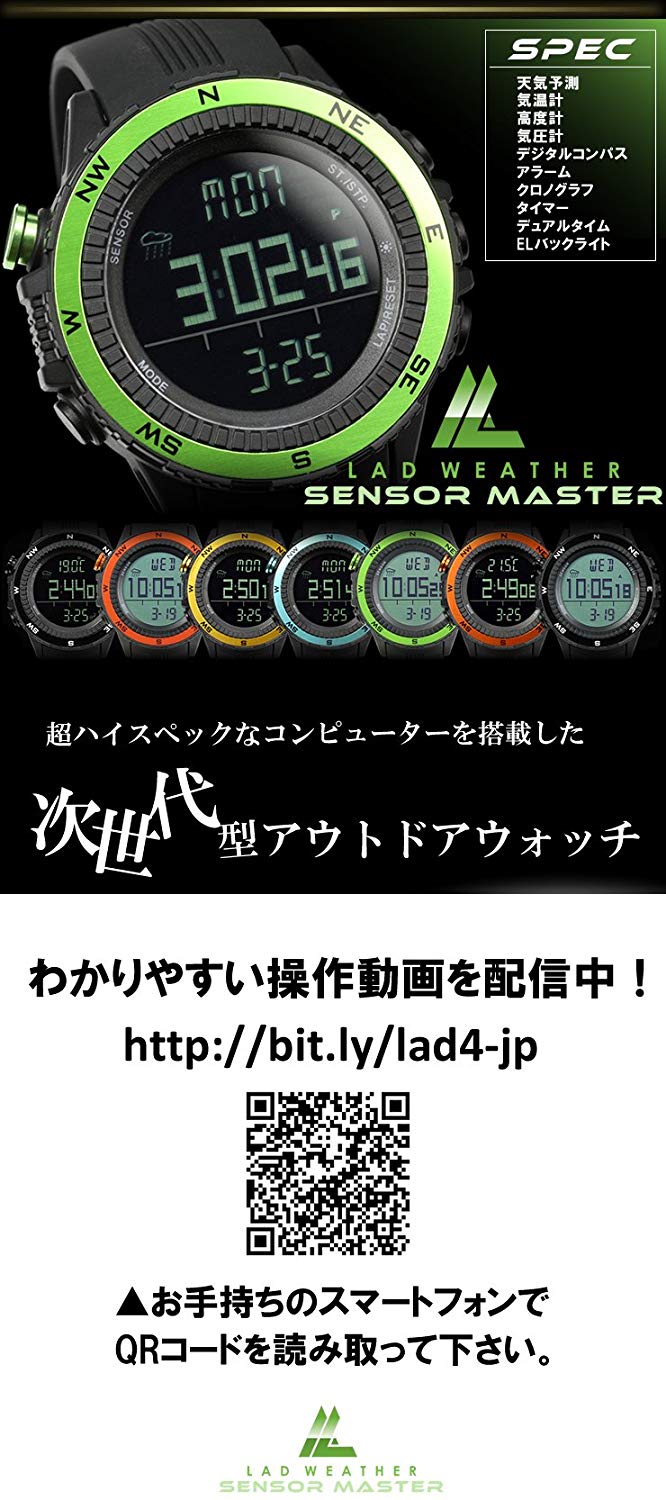 SPEC
天気予測
気温計
高度計
気圧計
デジタルコンパス
アラーム
クロノグラフ
タイマー
デュアルタイム
ELバックライト
N
NE
E
SE
S
SW
W
NW
SENSOR
ST./STP.
MODE
LAP/RESET
MON
P
3:0246
3-25
LAD WEATHER
SENSOR MASTER
超ハイスペックなコンピューターを搭載した
次世代型アウトドアウォッチ
わかりやすい操作動画を配信中！
http://bit.ly/lad4-jp
▲お手持ちのスマートフォンで
QRコードを読み取って下さい。
LAD WEATHER
SENSOR MASTER